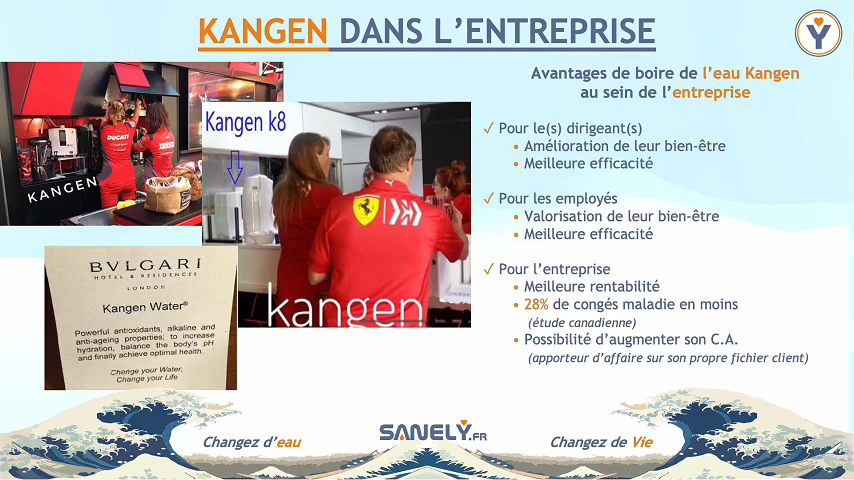 KANGEN DANS L'ENTREPRISE
Y
DUCATI
KANGEN
Kangen k8
kangen
BVLGARI
HOTEL & RESIDENCES
LONDON
Kangen Water®
Powerful antioxidants, alkaline and
anti-ageing properties; to increase
hydration, balance the body's pH
and finally achieve optimal health.
Change your Water,
Change your Life
Avantages de boire de l'eau Kangen
au sein de l'entreprise
✓ Pour le(s) dirigeant(s)
• Amélioration de leur bien-être
• Meilleure efficacité
✓ Pour les employés
• Valorisation de leur bien-être
• Meilleure efficacité
✓ Pour l'entreprise
• Meilleure rentabilité
• 28% de congés maladie en moins
(étude canadienne)
• Possibilité d'augmenter son C.A.
(apporteur d'affaire sur son propre fichier client)
Changez d'eau
SANELY.FR
Changez de Vie